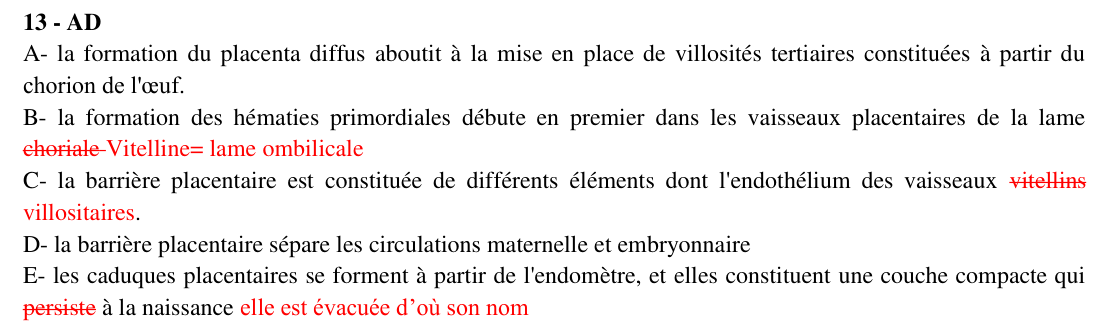 13 - AD
A- la formation du placenta diffus aboutit à la mise en place de villosités tertiaires constituées à partir du
chorion de l'œuf.
B- la formation des hématies primordiales débute en premier dans les vaisseaux placentaires de la lame
choriale Vitelline= lame ombilicale
C- la barrière placentaire est constituée de différents éléments dont l'endothélium des vaisseaux vitellins
villositaires.
D- la barrière placentaire sépare les circulations maternelle et embryonnaire
E- les caduques placentaires se forment à partir de l'endomètre, et elles constituent une couche compacte qui
persiste à la naissance elle est évacuée d’où son nom